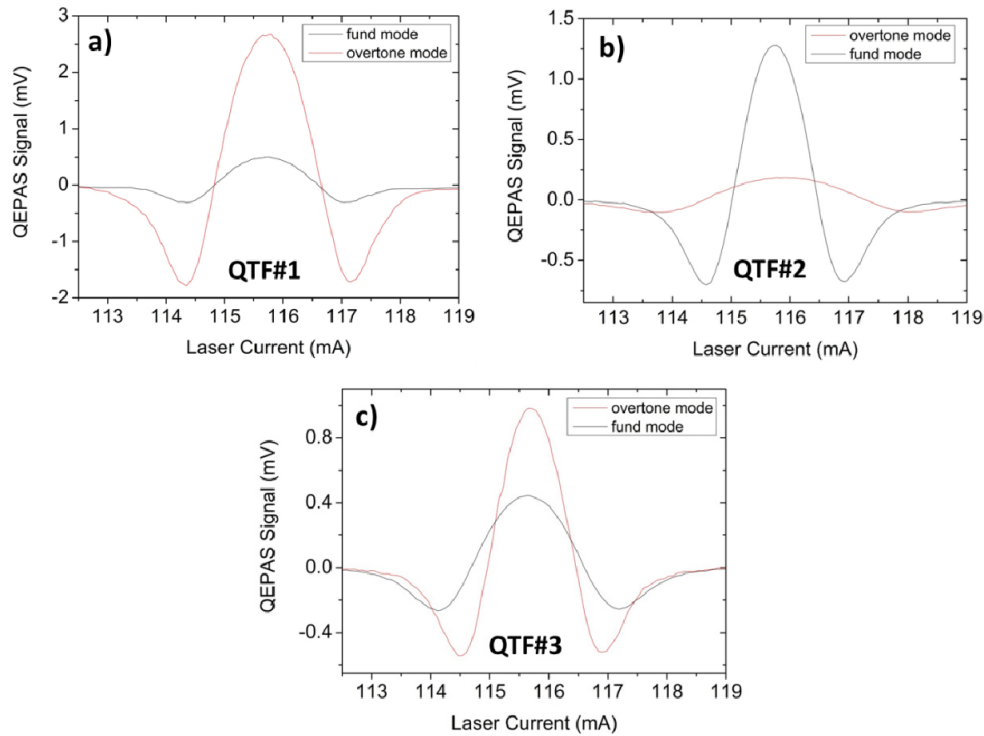 a)
fund mode
overtone mode
3
2
1
0
-1
-2
QEPAS Signal (mV)
QTF#1
113 114 115 116 117 118 119
Laser Current (mA)
b)
overtone mode
fund mode
1.5
1.0
0.5
0.0
-0.5
QEPAS Signal (mV)
QTF#2
113 114 115 116 117 118 119
Laser Current (mA)
c)
overtone mode
fund mode
0.8
0.4
0.0
-0.4
QEPAS Signal (mV)
QTF#3
113 114 115 116 117 118 119
Laser Current (mA)